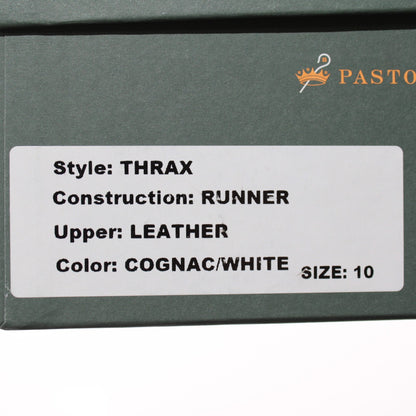 PASTO
Style: THRAX
Construction: RUNNER
Upper: LEATHER
Color: COGNAC/WHITE SIZE: 10